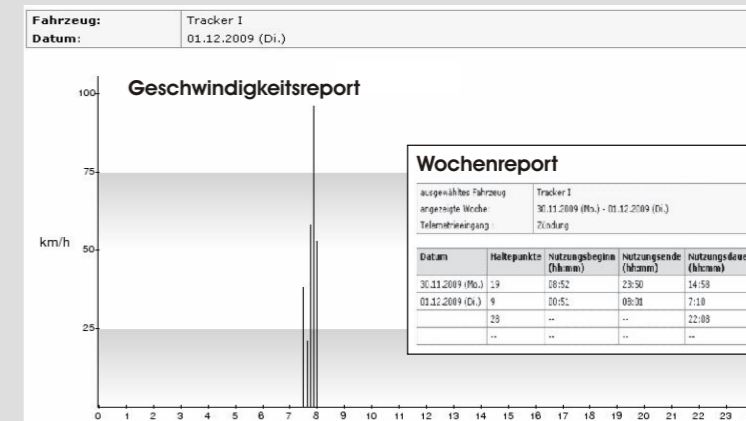 Fahrzeug: Tracker I
Datum: 01.12.2009 (Di.)
Geschwindigkeitsreport
100
75
km/h
50
25
0 1 2 3 4 5 6 7 8 9 10 11 12 13 14 15 16 17 18 19 20 21 22 23
Wochenreport
ausgewähltes Fahrzeug Tracker I
angezeigte Woche: 30.11.2009 (Mo.) - 01.12.2009 (Di.)
Telemetrieeingang : Zündung
Datum Haltepunkte Nutzungsbeginn Nutzungsende Nutzungsdaue
(hh:mm) (hh:mm) (hh:mm)
30.11.2009 (Mo.) 19 08:52 23:50 14:58
01.12.2009 (Di.) 9 00:51 08:01 7:10
28 -- -- 22:08
-- -- -- --